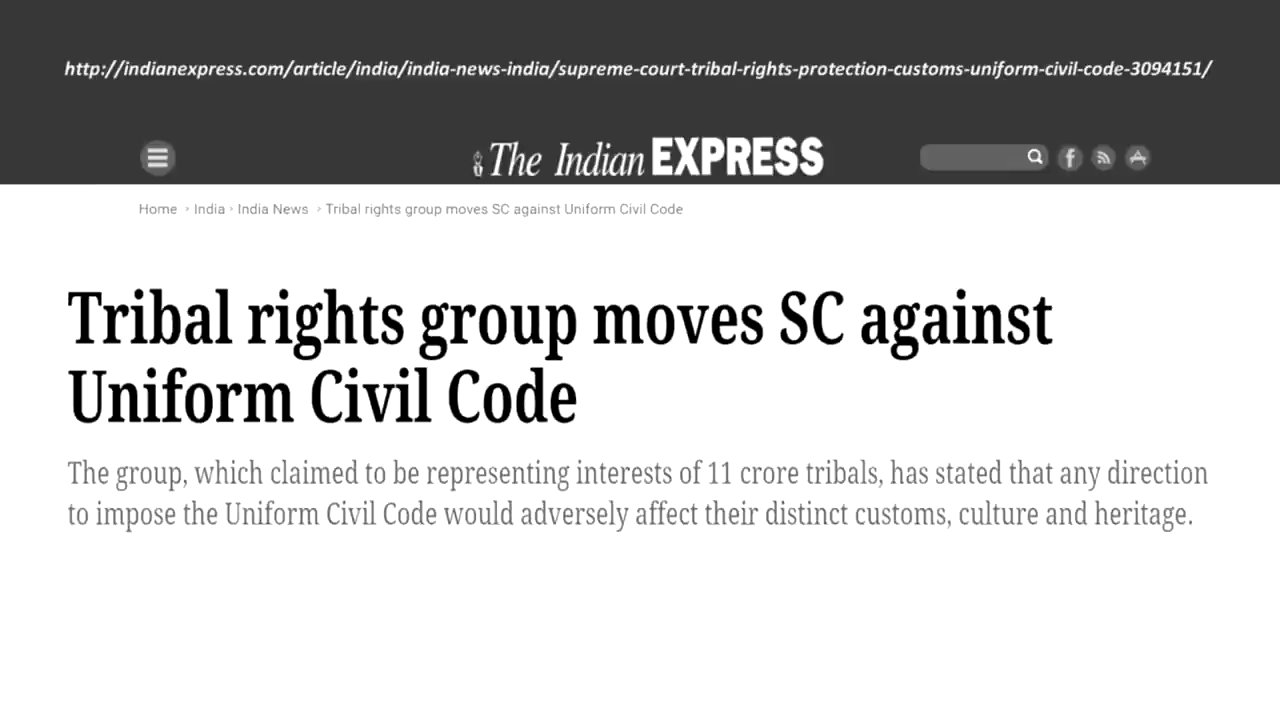 http://indianexpress.com/article/india/india-news-india/supreme-court-tribal-rights-protection-customs-uniform-civil-code-3094151/
The Indian EXPRESS
Home > India > India News > Tribal rights group moves SC against Uniform Civil Code
Tribal rights group moves SC against
Uniform Civil Code
The group, which claimed to be representing interests of 11 crore tribals, has stated that any direction
to impose the Uniform Civil Code would adversely affect their distinct customs, culture and heritage.